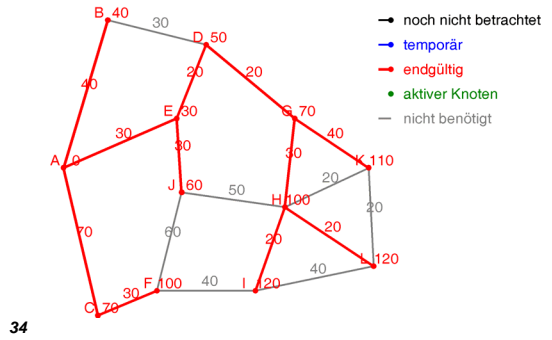 B 40
30
D 50
noch nicht betrachtet
temporär
endgültig
aktiver Knoten
nicht benötigt
40
20
20
E 30
G 70
30
30
40
30
A 0
K 110
20
J 60
50
H 100
20
70
60
20
20
L 120
40
F 100
40
I 120
30
C 70
34